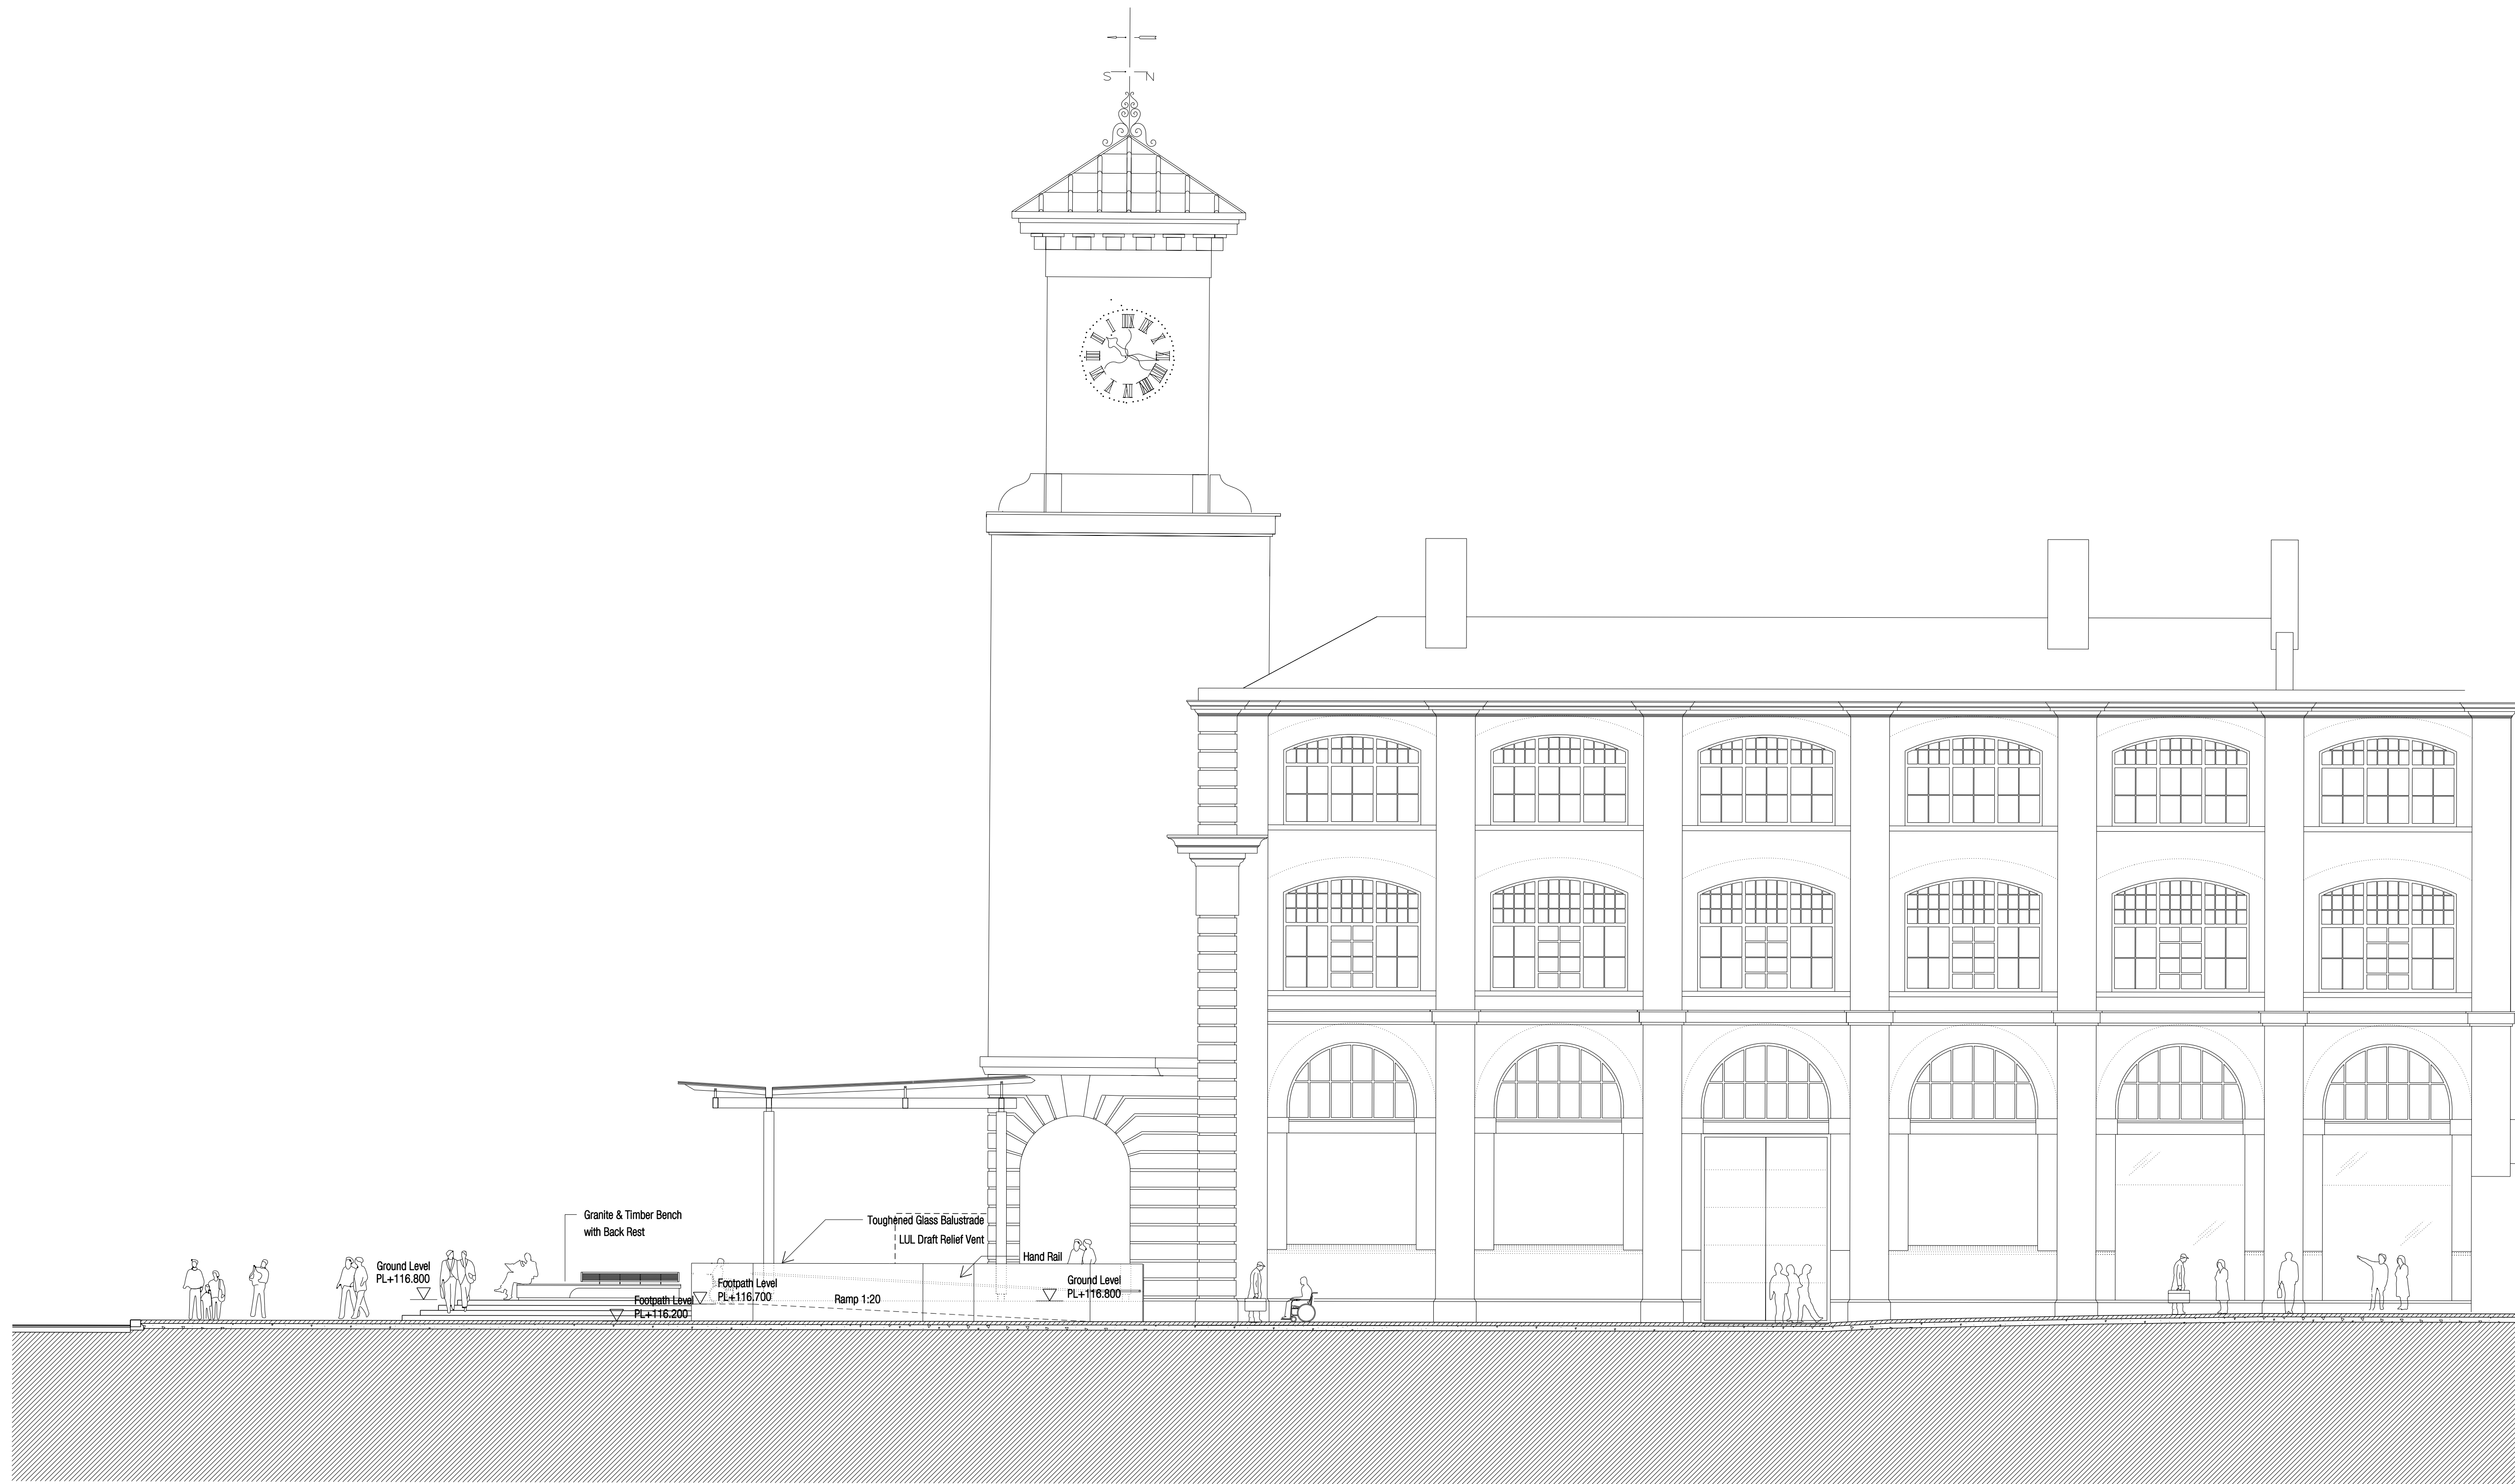 S N
Granite & Timber Bench
with Back Rest
Toughened Glass Balustrade
LUL Draft Relief Vent
Hand Rail
Ground Level
PL+116.800
Footpath Level
PL+116.700
Ground Level
PL+116.800
Footpath Level
PL+116.200
Ramp 1:20